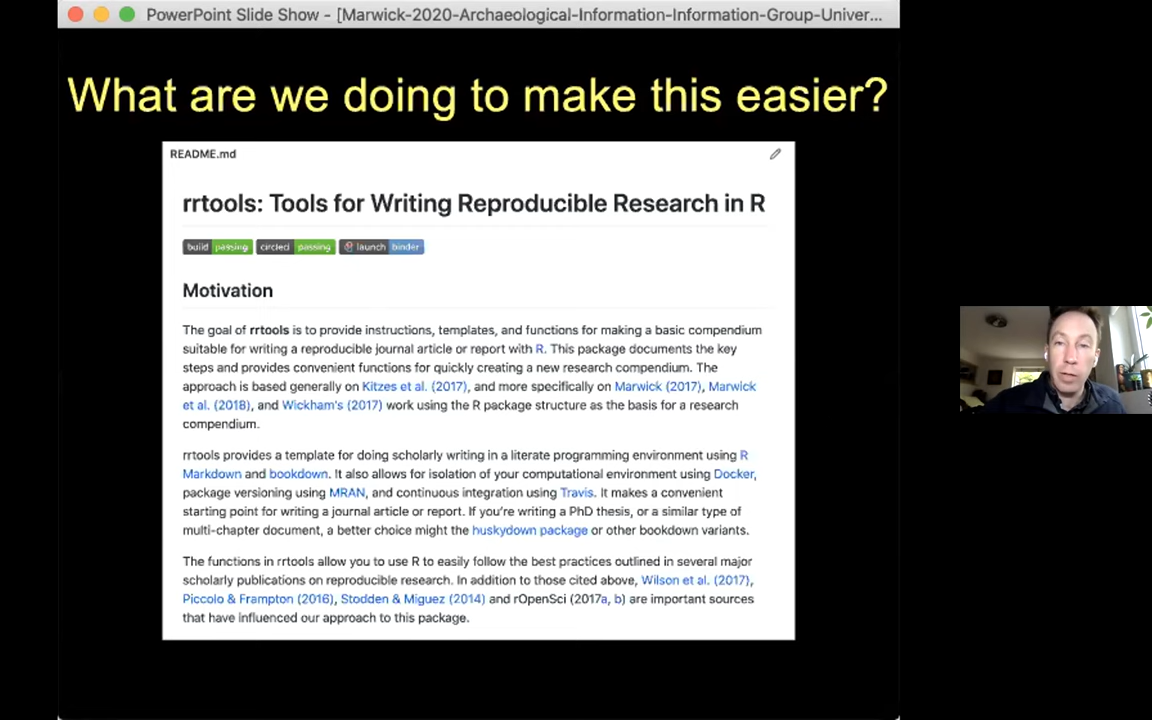 PowerPoint Slide Show - [Marwick-2020-Archaeological-Information-Information-Group-Univer...
What are we doing to make this easier?
README.md
rrtools: Tools for Writing Reproducible Research in R
build passing circleci passing launch binder
Motivation
The goal of rrtools is to provide instructions, templates, and functions for making a basic compendium
suitable for writing a reproducible journal article or report with R. This package documents the key
steps and provides convenient functions for quickly creating a new research compendium. The
approach is based generally on Kitzes et al. (2017), and more specifically on Marwick (2017), Marwick
et al. (2018), and Wickham's (2017) work using the R package structure as the basis for a research
compendium.
rrtools provides a template for doing scholarly writing in a literate programming environment using R
Markdown and bookdown. It also allows for isolation of your computational environment using Docker,
package versioning using MRAN, and continuous integration using Travis. It makes a convenient
starting point for writing a journal article or report. If you're writing a PhD thesis, or a similar type of
multi-chapter document, a better choice might the huskydown package or other bookdown variants.
The functions in rrtools allow you to use R to easily follow the best practices outlined in several major
scholarly publications on reproducible research. In addition to those cited above, Wilson et al. (2017),
Piccolo & Frampton (2016), Stodden & Miguez (2014) and rOpenSci (2017a, b) are important sources
that have influenced our approach to this package.